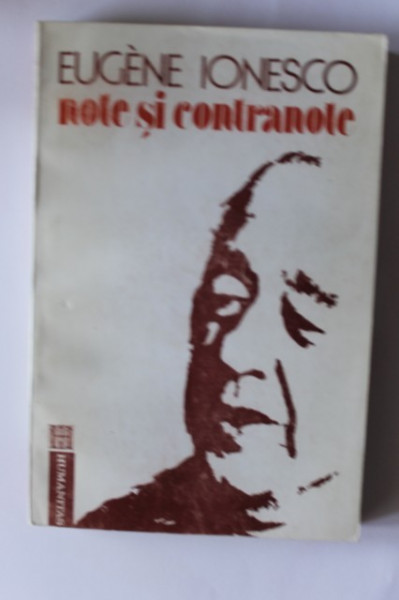 EUGÈNE IONESCO
note și contranote
HUMANITAS